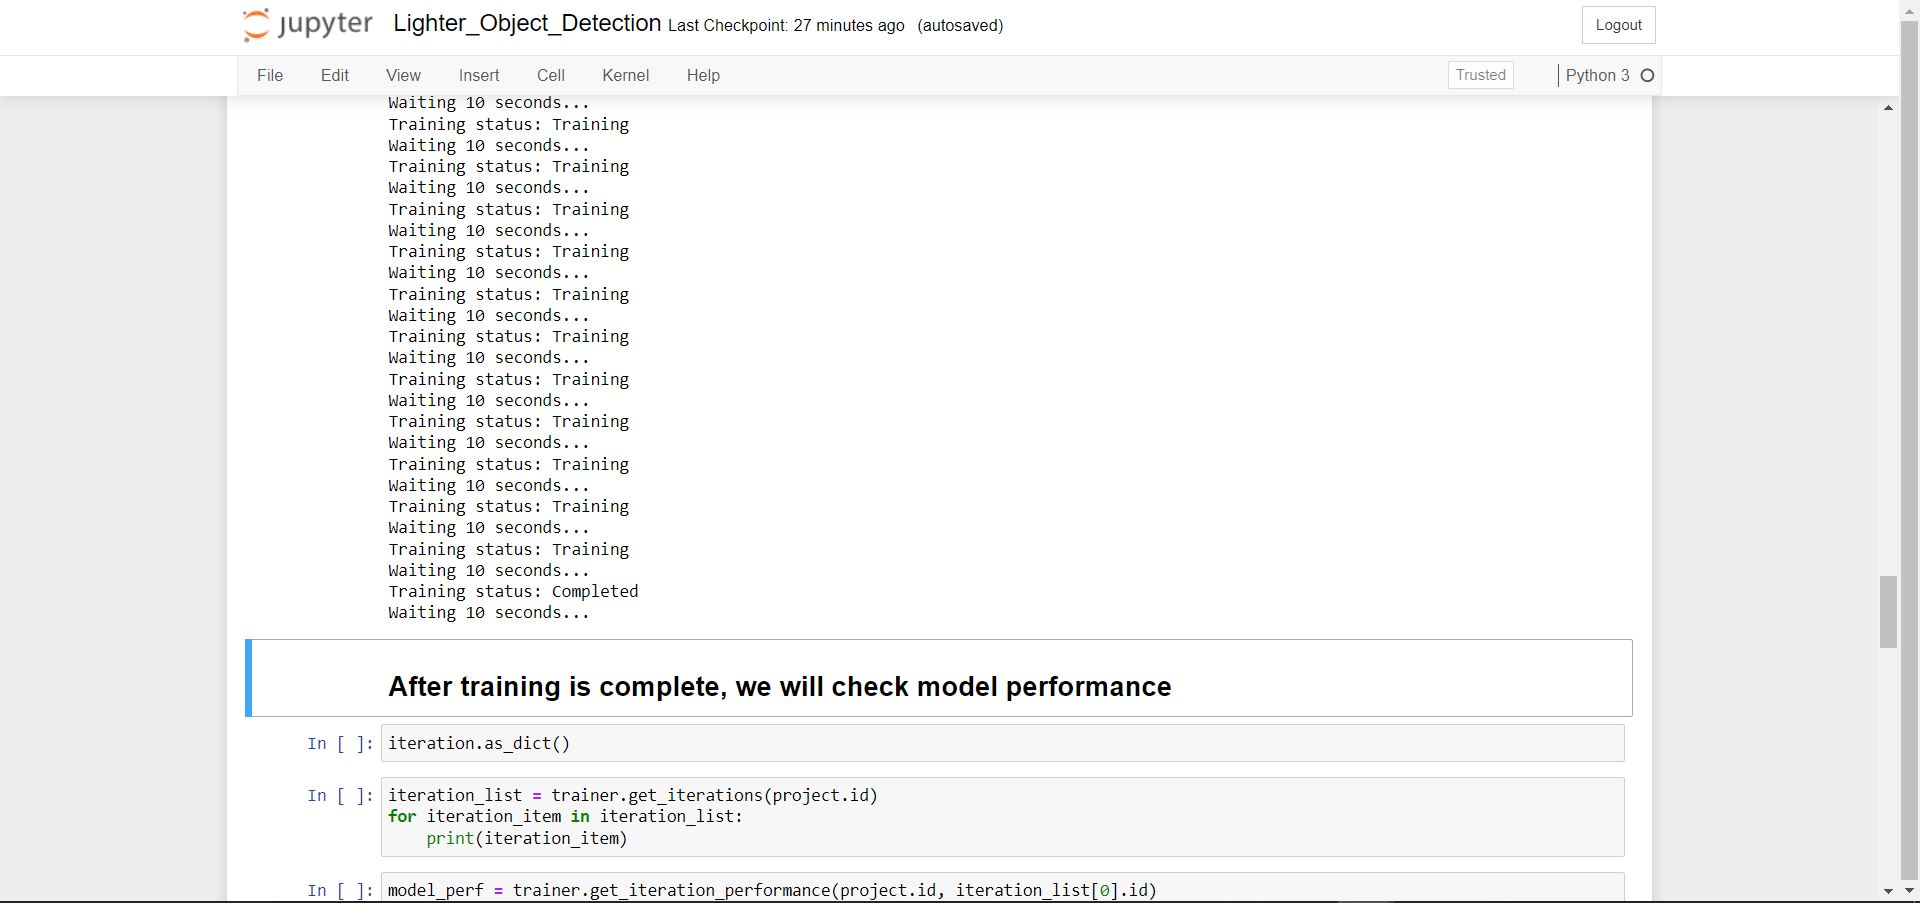 jupyter Lighter_Object_Detection Last Checkpoint: 27 minutes ago (autosaved) Logout
File Edit View Insert Cell Kernel Help Trusted Python 3
Waiting 10 seconds...
Training status: Training
Waiting 10 seconds...
Training status: Training
Waiting 10 seconds...
Training status: Training
Waiting 10 seconds...
Training status: Training
Waiting 10 seconds...
Training status: Training
Waiting 10 seconds...
Training status: Training
Waiting 10 seconds...
Training status: Training
Waiting 10 seconds...
Training status: Training
Waiting 10 seconds...
Training status: Training
Waiting 10 seconds...
Training status: Training
Waiting 10 seconds...
Training status: Training
Waiting 10 seconds...
Training status: Completed
Waiting 10 seconds...
After training is complete, we will check model performance
In [ ]: iteration.as_dict()
In [ ]: iteration_list = trainer.get_iterations(project.id)
for iteration_item in iteration_list:
    print(iteration_item)
In [ ]: model_perf = trainer.get_iteration_performance(project.id, iteration_list[0].id)